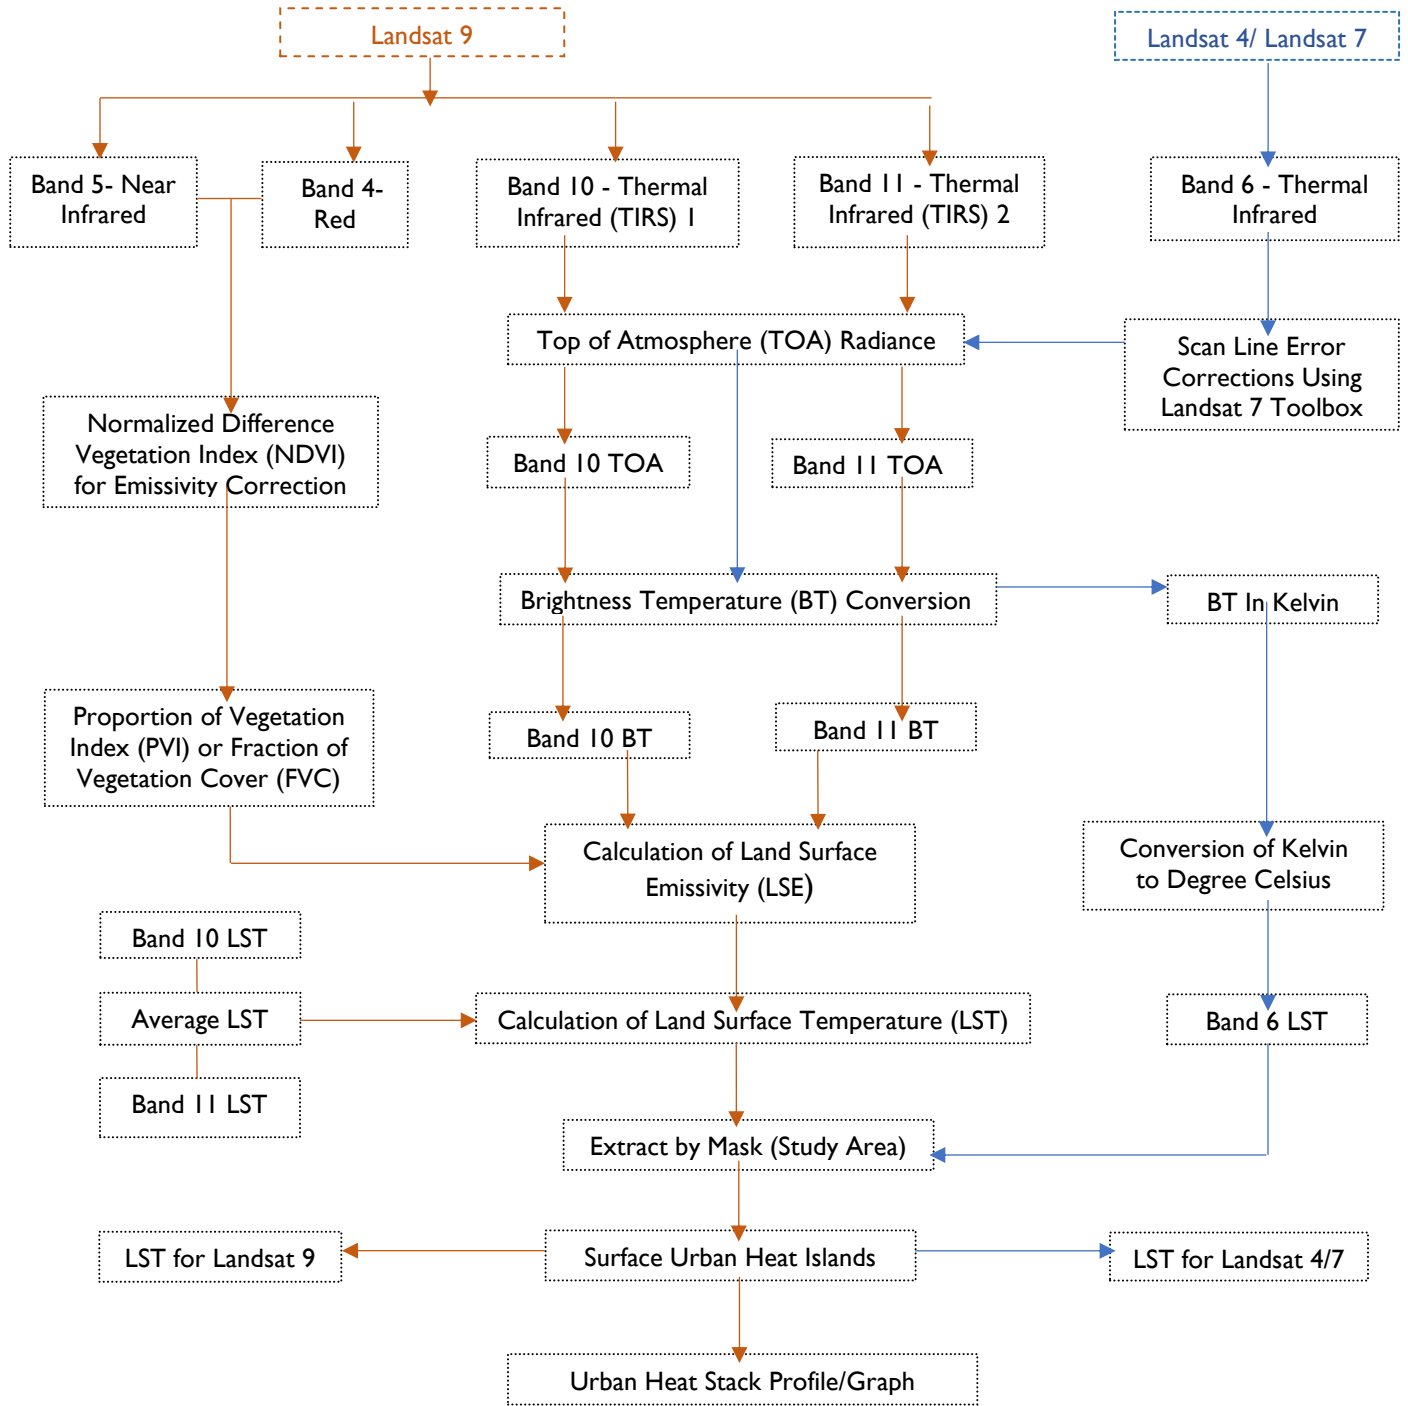 Landsat 9
Landsat 4/ Landsat 7
Band 5- Near
Infrared
Band 4-
Red
Band 10 - Thermal
Infrared (TIRS) 1
Band 11 - Thermal
Infrared (TIRS) 2
Band 6 - Thermal
Infrared
Top of Atmosphere (TOA) Radiance
Scan Line Error
Corrections Using
Landsat 7 Toolbox
Normalized Difference
Vegetation Index (NDVI)
for Emissivity Correction
Band 10 TOA
Band 11 TOA
Brightness Temperature (BT) Conversion
BT In Kelvin
Proportion of Vegetation
Index (PVI) or Fraction of
Vegetation Cover (FVC)
Band 10 BT
Band 11 BT
Calculation of Land Surface
Emissivity (LSE)
Conversion of Kelvin
to Degree Celsius
Band 10 LST
Average LST
Band 11 LST
Calculation of Land Surface Temperature (LST)
Band 6 LST
Extract by Mask (Study Area)
LST for Landsat 9
Surface Urban Heat Islands
LST for Landsat 4/7
Urban Heat Stack Profile/Graph